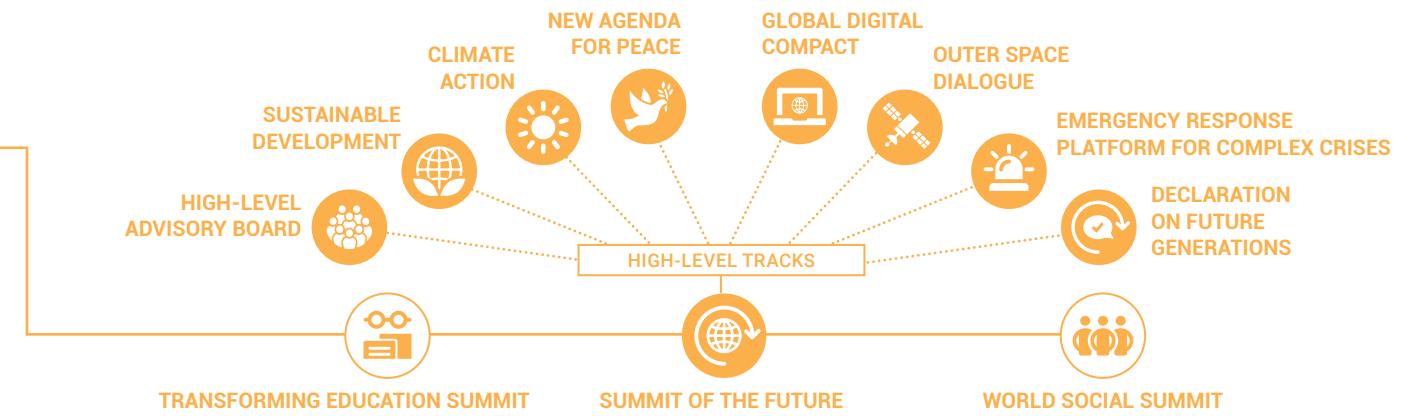 HIGH-LEVEL
ADVISORY BOARD
SUSTAINABLE
DEVELOPMENT
CLIMATE
ACTION
NEW AGENDA
FOR PEACE
GLOBAL DIGITAL
COMPACT
OUTER SPACE
DIALOGUE
EMERGENCY RESPONSE
PLATFORM FOR COMPLEX CRISES
DECLARATION
ON FUTURE
GENERATIONS
HIGH-LEVEL TRACKS
TRANSFORMING EDUCATION SUMMIT
SUMMIT OF THE FUTURE
WORLD SOCIAL SUMMIT